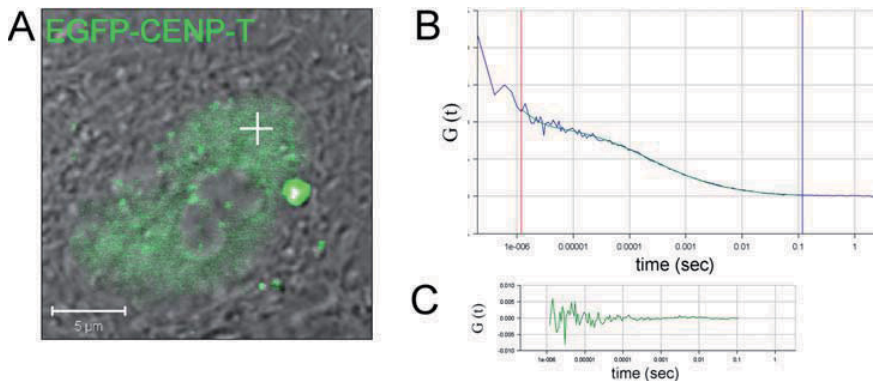 A
EGFP-CENP-T
5 µm
B
G (t)
1e-006 0.00001 0.0001 0.001 0.01 0.1 1
time (sec)
C
G (t)
0.010
0.005
0.000
-0.005
-0.010
1e-006 0.00001 0.0001 0.001 0.01 0.1 1
time (sec)